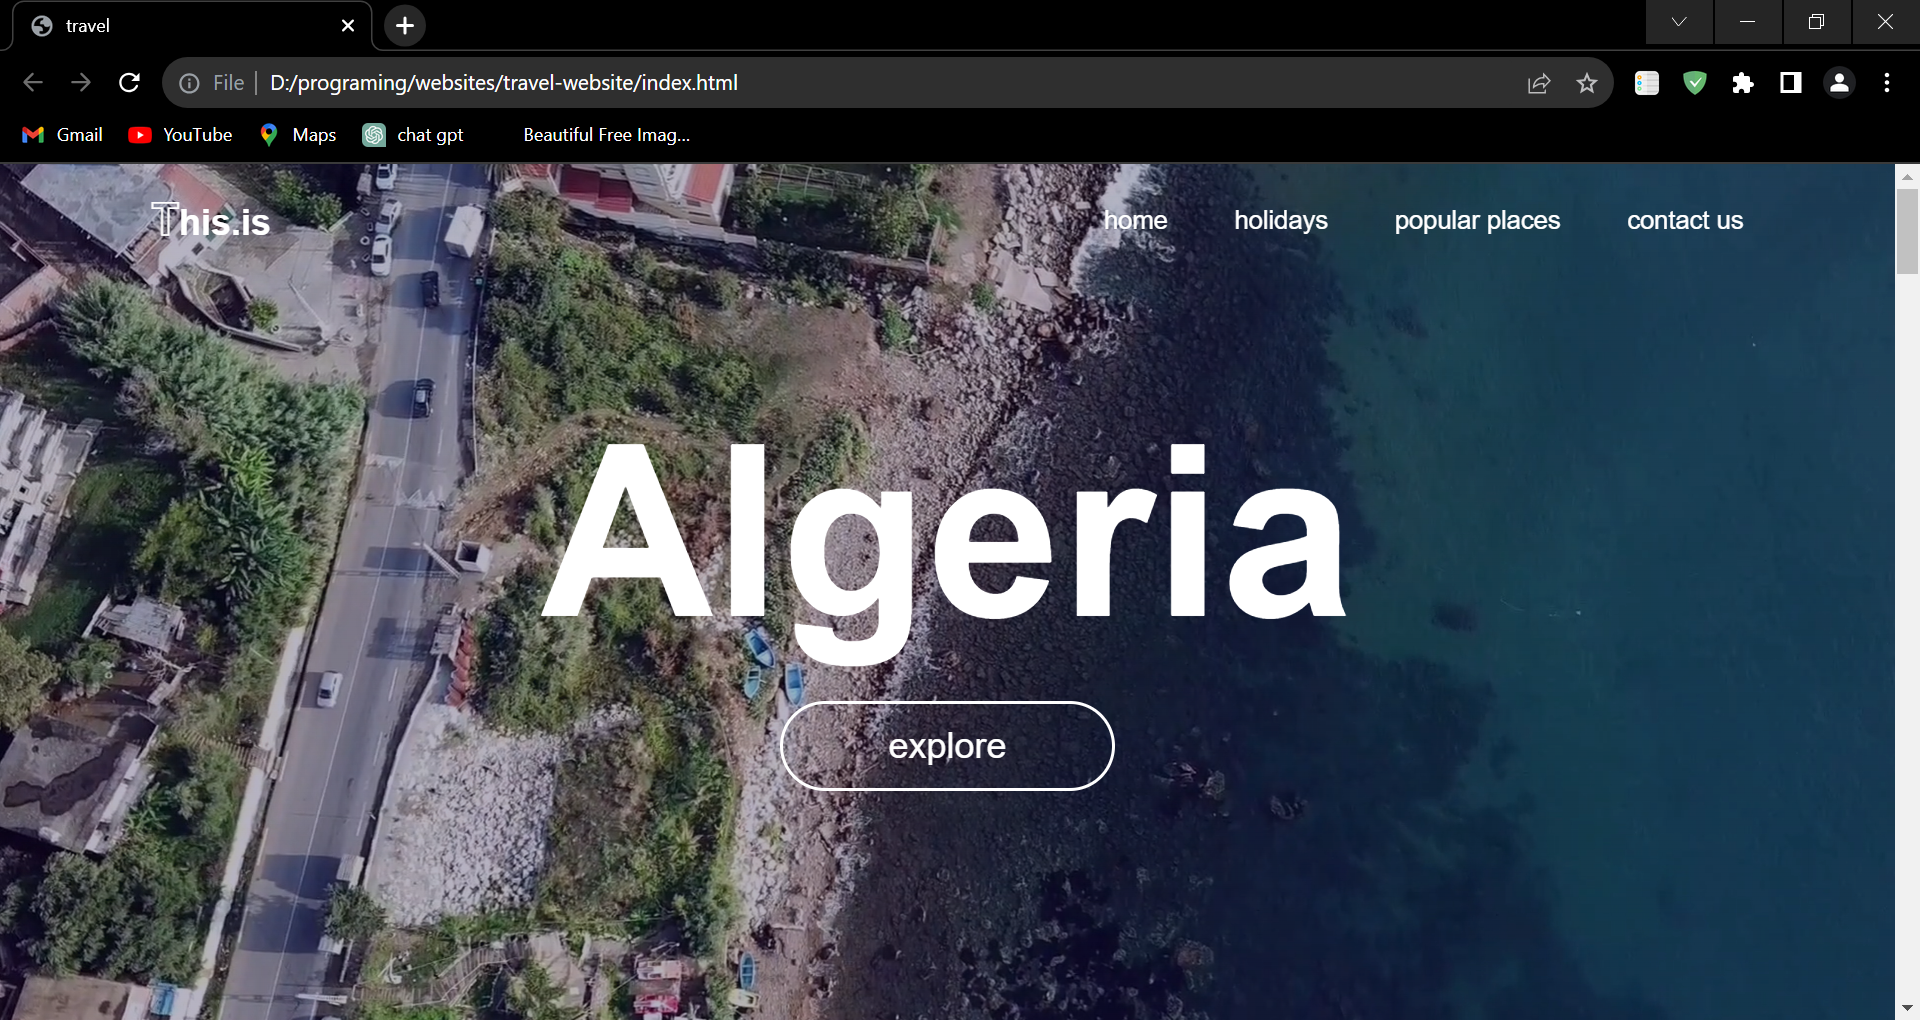 travel
File
D:/programing/websites/travel-website/index.html
Gmail
YouTube
Maps
chat gpt
Beautiful Free Imag...
This.is
home
holidays
popular places
contact us
Algeria
explore